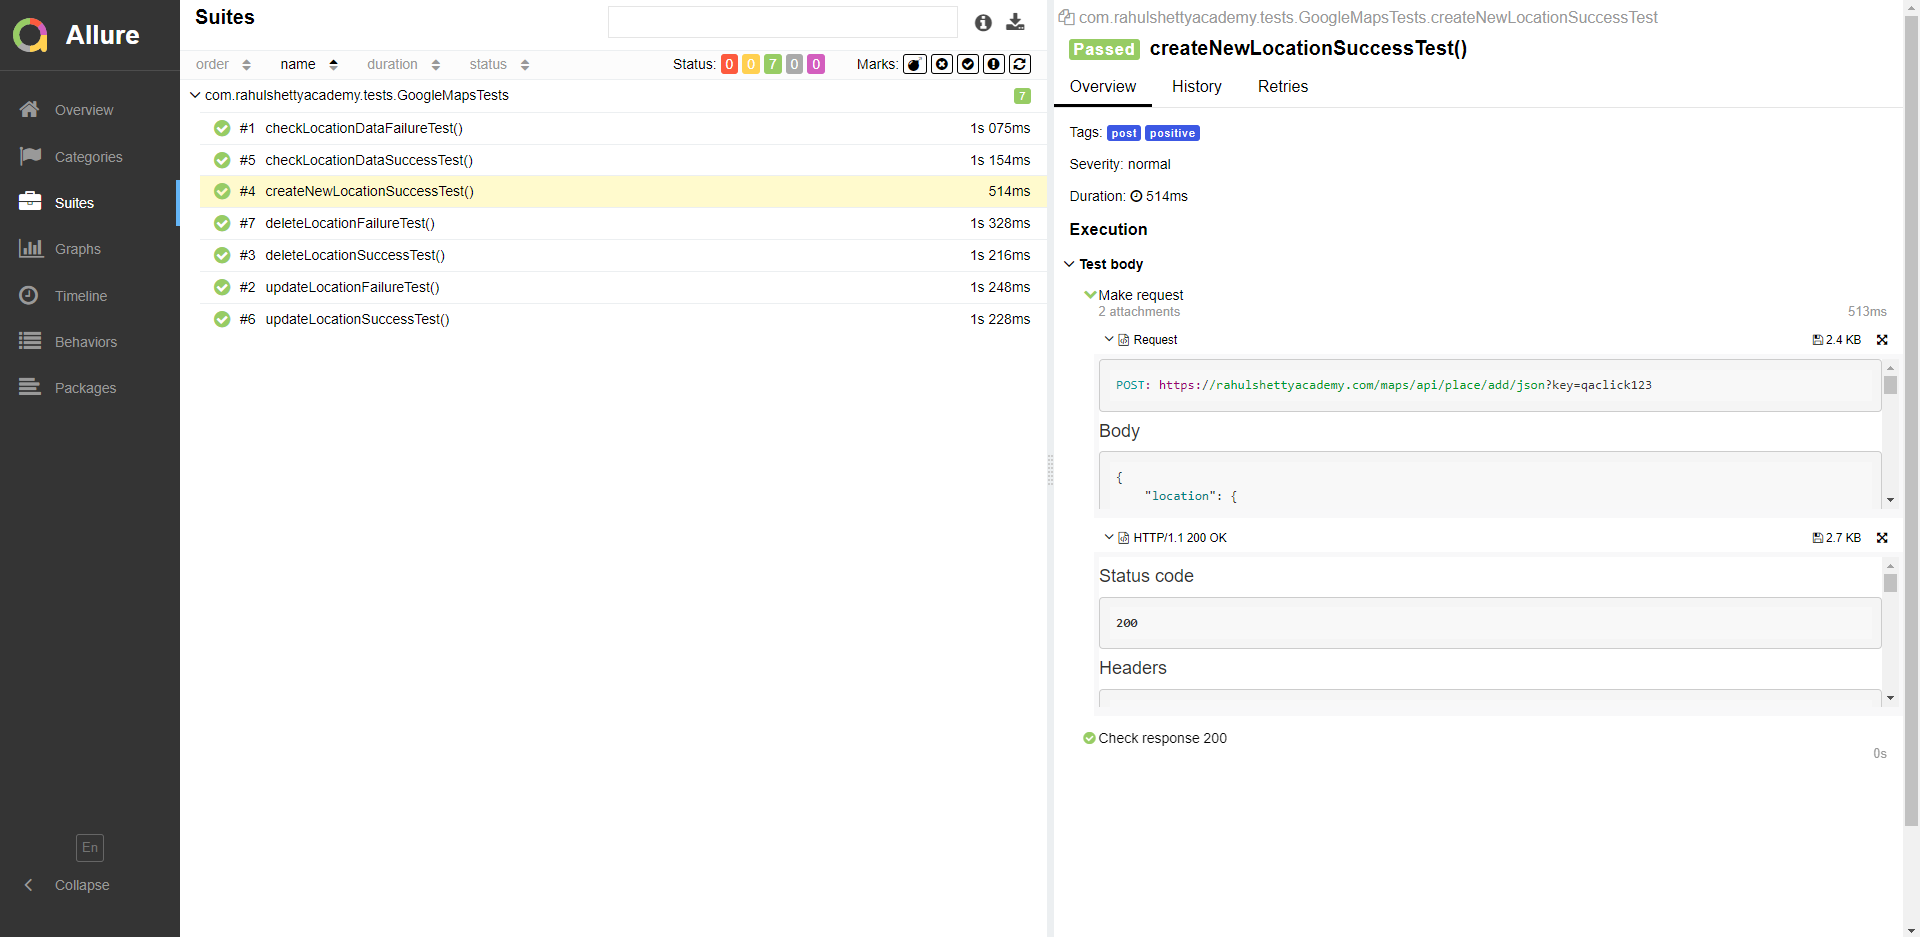 Allure
Overview
Categories
Suites
Graphs
Timeline
Behaviors
Packages
En
Collapse
Suites
order name duration status Status: 0 0 7 0 0 Marks:
com.rahulshettyacademy.tests.GoogleMapsTests 7
#1 checkLocationDataFailureTest() 1s 075ms
#5 checkLocationDataSuccessTest() 1s 154ms
#4 createNewLocationSuccessTest() 514ms
#7 deleteLocationFailureTest() 1s 328ms
#3 deleteLocationSuccessTest() 1s 216ms
#2 updateLocationFailureTest() 1s 248ms
#6 updateLocationSuccessTest() 1s 228ms
com.rahulshettyacademy.tests.GoogleMapsTests.createNewLocationSuccessTest
Passed createNewLocationSuccessTest()
Overview History Retries
Tags: post positive
Severity: normal
Duration: 514ms
Execution
Test body
Make request
2 attachments 513ms
Request 2.4 KB
POST: https://rahulshettyacademy.com/maps/api/place/add/json?key=qaclick123
Body
{
"location": {
HTTP/1.1 200 OK 2.7 KB
Status code
200
Headers
Check response 200
0s